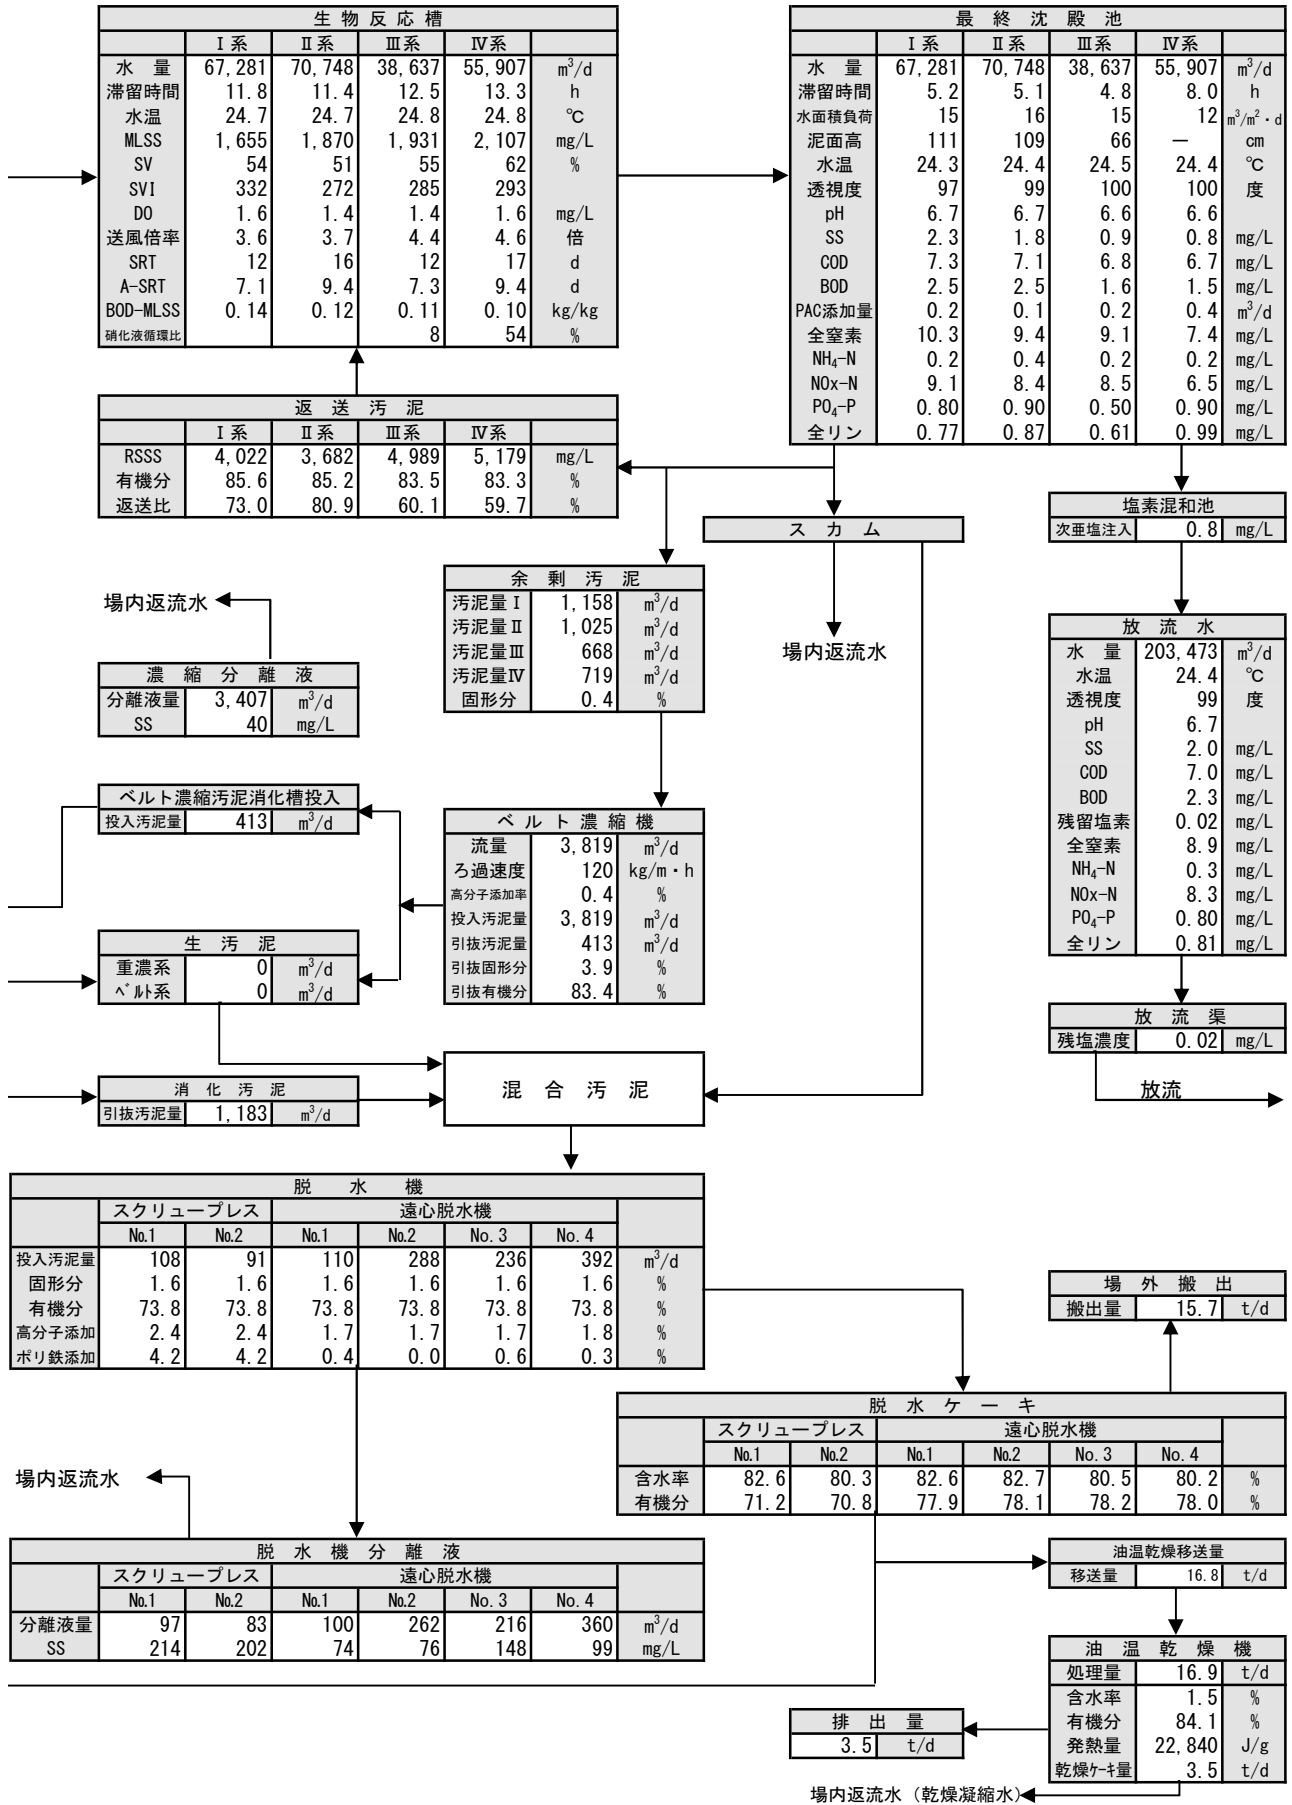 生物反応槽
Ⅰ系 Ⅱ系 Ⅲ系 Ⅳ系
水量 67,281 70,748 38,637 55,907 m³/d
滞留時間 11.8 11.4 12.5 13.3 h
水温 24.7 24.7 24.8 24.8 ℃
MLSS 1,655 1,870 1,931 2,107 mg/L
SV 54 51 55 62 %
SVI 332 272 285 293
DO 1.6 1.4 1.4 1.6 mg/L
送風倍率 3.6 3.7 4.4 4.6 倍
SRT 12 16 12 17 d
A-SRT 7.1 9.4 7.3 9.4 d
BOD-MLSS 0.14 0.12 0.11 0.10 kg/kg
硝化液循環比 8 54 %
最終沈殿池
Ⅰ系 Ⅱ系 Ⅲ系 Ⅳ系
水量 67,281 70,748 38,637 55,907 m³/d
滞留時間 5.2 5.1 4.8 8.0 h
水面積負荷 15 16 15 12 m³/m²・d
泥面高 111 109 66 — cm
水温 24.3 24.4 24.5 24.4 ℃
透視度 97 99 100 100 度
pH 6.7 6.7 6.6 6.6
SS 2.3 1.8 0.9 0.8 mg/L
COD 7.3 7.1 6.8 6.7 mg/L
BOD 2.5 2.5 1.6 1.5 mg/L
PAC添加量 0.2 0.1 0.2 0.4 m³/d
全窒素 10.3 9.4 9.1 7.4 mg/L
NH₄-N 0.2 0.4 0.2 0.2 mg/L
NOx-N 9.1 8.4 8.5 6.5 mg/L
PO₄-P 0.80 0.90 0.50 0.90 mg/L
全リン 0.77 0.87 0.61 0.99 mg/L
返送汚泥
Ⅰ系 Ⅱ系 Ⅲ系 Ⅳ系
RSSS 4,022 3,682 4,989 5,179 mg/L
有機分 85.6 85.2 83.5 83.3 %
返送比 73.0 80.9 60.1 59.7 %
塩素混和池
次亜塩注入 0.8 mg/L
スカム
場内返流水
余剰汚泥
汚泥量Ⅰ 1,158 m³/d
汚泥量Ⅱ 1,025 m³/d
汚泥量Ⅲ 668 m³/d
汚泥量Ⅳ 719 m³/d
固形分 0.4 %
場内返流水
濃縮分離液
分離液量 3,407 m³/d
SS 40 mg/L
放流水
水量 203,473 m³/d
水温 24.4 ℃
透視度 99 度
pH 6.7
SS 2.0 mg/L
COD 7.0 mg/L
BOD 2.3 mg/L
残留塩素 0.02 mg/L
全窒素 8.9 mg/L
NH₄-N 0.3 mg/L
NOx-N 8.3 mg/L
PO₄-P 0.80 mg/L
全リン 0.81 mg/L
ベルト濃縮汚泥消化槽投入
投入汚泥量 413 m³/d
ベルト濃縮機
流量 3,819 m³/d
ろ過速度 120 kg/m・h
高分子添加率 0.4 %
投入汚泥量 3,819 m³/d
引抜汚泥量 413 m³/d
引抜固形分 3.9 %
引抜有機分 83.4 %
生汚泥
重濃系 0 m³/d
ﾍﾞﾙﾄ系 0 m³/d
放流渠
残塩濃度 0.02 mg/L
放流
消化汚泥
引抜汚泥量 1,183 m³/d
混合汚泥
脱水機
スクリュープレス 遠心脱水機
№1 №2 №1 №2 No.3 No.4
投入汚泥量 108 91 110 288 236 392 m³/d
固形分 1.6 1.6 1.6 1.6 1.6 1.6 %
有機分 73.8 73.8 73.8 73.8 73.8 73.8 %
高分子添加 2.4 2.4 1.7 1.7 1.7 1.8 %
ポリ鉄添加 4.2 4.2 0.4 0.0 0.6 0.3 %
場外搬出
搬出量 15.7 t/d
脱水ケーキ
スクリュープレス 遠心脱水機
№1 №2 №1 №2 No.3 No.4
含水率 82.6 80.3 82.6 82.7 80.5 80.2 %
有機分 71.2 70.8 77.9 78.1 78.2 78.0 %
場内返流水
脱水機分離液
スクリュープレス 遠心脱水機
№1 №2 №1 №2 No.3 No.4
分離液量 97 83 100 262 216 360 m³/d
SS 214 202 74 76 148 99 mg/L
油温乾燥移送量
移送量 16.8 t/d
油温乾燥機
処理量 16.9 t/d
含水率 1.5 %
有機分 84.1 %
発熱量 22,840 J/g
乾燥ｹｰｷ量 3.5 t/d
排出量
3.5 t/d
場内返流水（乾燥凝縮水）